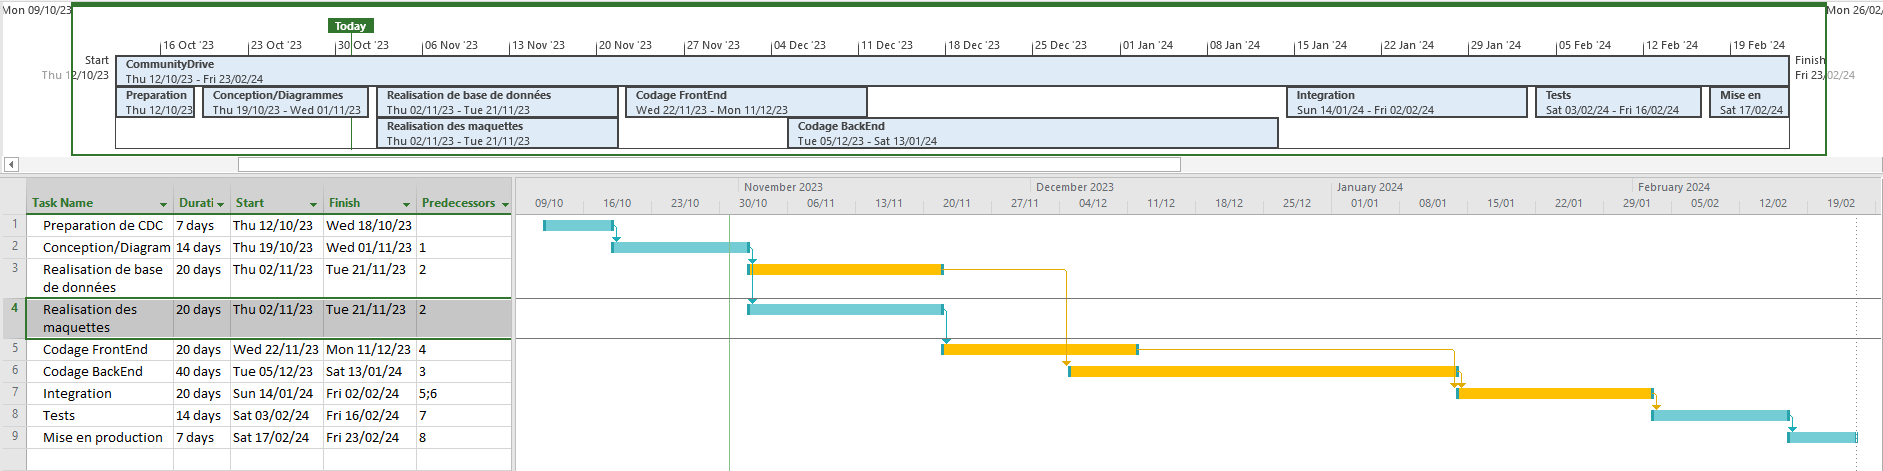 Mon 09/10/23
Mon 26/02/
Today
16 Oct '23 23 Oct '23 30 Oct '23 06 Nov '23 13 Nov '23 20 Nov '23 27 Nov '23 04 Dec '23 11 Dec '23 18 Dec '23 25 Dec '23 01 Jan '24 08 Jan '24 15 Jan '24 22 Jan '24 29 Jan '24 05 Feb '24 12 Feb '24 19 Feb '24
Start
Thu 12/10/23
CommunityDrive
Thu 12/10/23 - Fri 23/02/24
Finish
Fri 23/02/24
Preparation
Thu 12/10/23
Conception/Diagrammes
Thu 19/10/23 - Wed 01/11/23
Realisation de base de données
Thu 02/11/23 - Tue 21/11/23
Codage FrontEnd
Wed 22/11/23 - Mon 11/12/23
Integration
Sun 14/01/24 - Fri 02/02/24
Tests
Sat 03/02/24 - Fri 16/02/24
Mise en
Sat 17/02/24
Realisation des maquettes
Thu 02/11/23 - Tue 21/11/23
Codage BackEnd
Tue 05/12/23 - Sat 13/01/24
Task Name Durati Start Finish Predecessors
1 Preparation de CDC 7 days Thu 12/10/23 Wed 18/10/23
2 Conception/Diagram 14 days Thu 19/10/23 Wed 01/11/23 1
3 Realisation de base 20 days Thu 02/11/23 Tue 21/11/23 2
de données
4 Realisation des 20 days Thu 02/11/23 Tue 21/11/23 2
maquettes
5 Codage FrontEnd 20 days Wed 22/11/23 Mon 11/12/23 4
6 Codage BackEnd 40 days Tue 05/12/23 Sat 13/01/24 3
7 Integration 20 days Sun 14/01/24 Fri 02/02/24 5;6
8 Tests 14 days Sat 03/02/24 Fri 16/02/24 7
9 Mise en production 7 days Sat 17/02/24 Fri 23/02/24 8
November 2023 December 2023 January 2024 February 2024
09/10 16/10 23/10 30/10 06/11 13/11 20/11 27/11 04/12 11/12 18/12 25/12 01/01 08/01 15/01 22/01 29/01 05/02 12/02 19/02